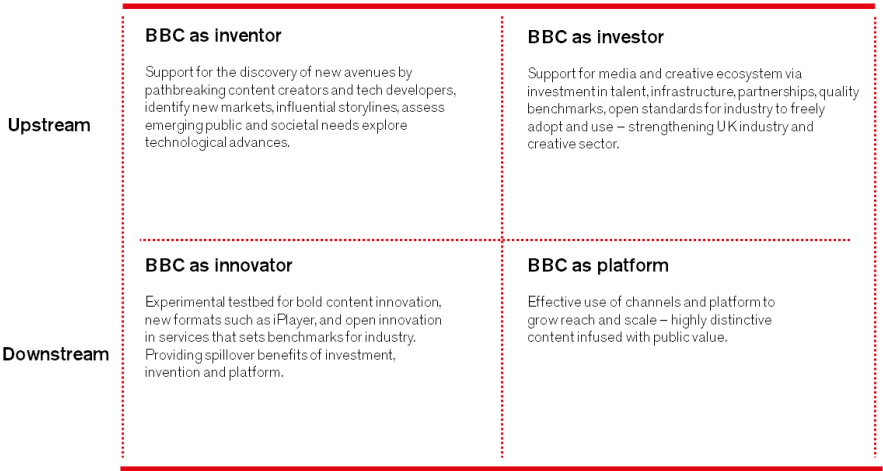 BBC as inventor
Support for the discovery of new avenues by
pathbreaking content creators and tech developers,
identify new markets, influential storylines, assess
emerging public and societal needs explore
technological advances.
BBC as investor
Support for media and creative ecosystem via
investment in talent, infrastructure, partnerships, quality
benchmarks, open standards for industry to freely
adopt and use – strengthening UK industry and
creative sector.
Upstream
BBC as innovator
Experimental testbed for bold content innovation,
new formats such as iPlayer, and open innovation
in services that sets benchmarks for industry.
Providing spillover benefits of investment,
invention and platform.
BBC as platform
Effective use of channels and platform to
grow reach and scale – highly distinctive
content infused with public value.
Downstream